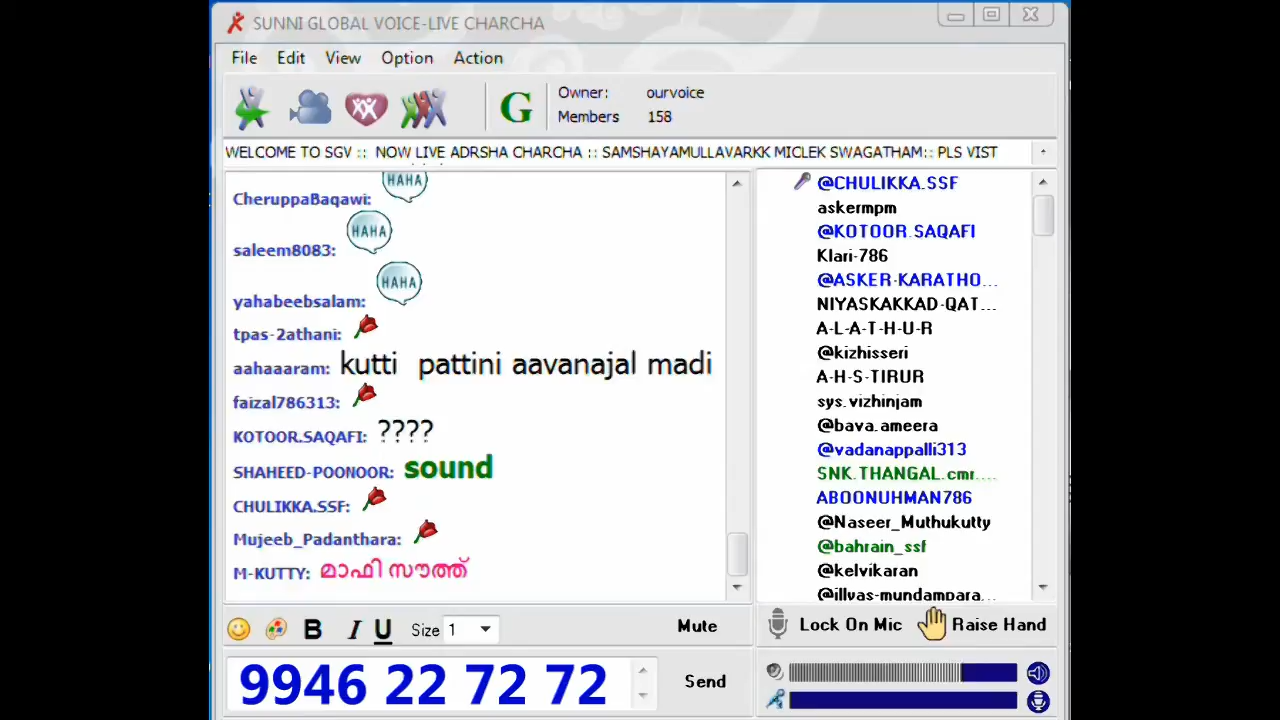 SUNNI GLOBAL VOICE-LIVE CHARCHA
File Edit View Option Action
G
Owner: ourvoice
Members 158
WELCOME TO SGV :: NOW LIVE ADRSHA CHARCHA :: SAMSHAYAMULLAVARKK MICLEK SWAGATHAM:: PLS VIST
CheruppaBaqawi: HAHA
saleem8083: HAHA
yahabeebsalam: HAHA
tpas-2athani:
aahaaaram: kutti pattini aavanajal madi
faizal786313:
KOTOOR.SAQAFI: ????
SHAHEED-POONOOR: sound
CHULIKKA.SSF:
Mujeeb_Padanthara:
M-KUTTY: മാഫി സൗത്ത്
@CHULIKKA.SSF
askermpm
@KOTOOR.SAQAFI
Klari-786
@ASKER-KARATHO...
NIYASKAKKAD-QAT...
A-L-A-T-H-U-R
@kizhisseri
A-H-S-TIRUR
sys.vizhinjam
@bava.ameera
@vadanappalli313
SNK.THANGAL.cmr....
ABOONUHMAN786
@Naseer_Muthukutty
@bahrain_ssf
@kelvikaran
@illyas-mundampara...
B I U Size 1 Mute
Lock On Mic Raise Hand
9946 22 72 72 Send